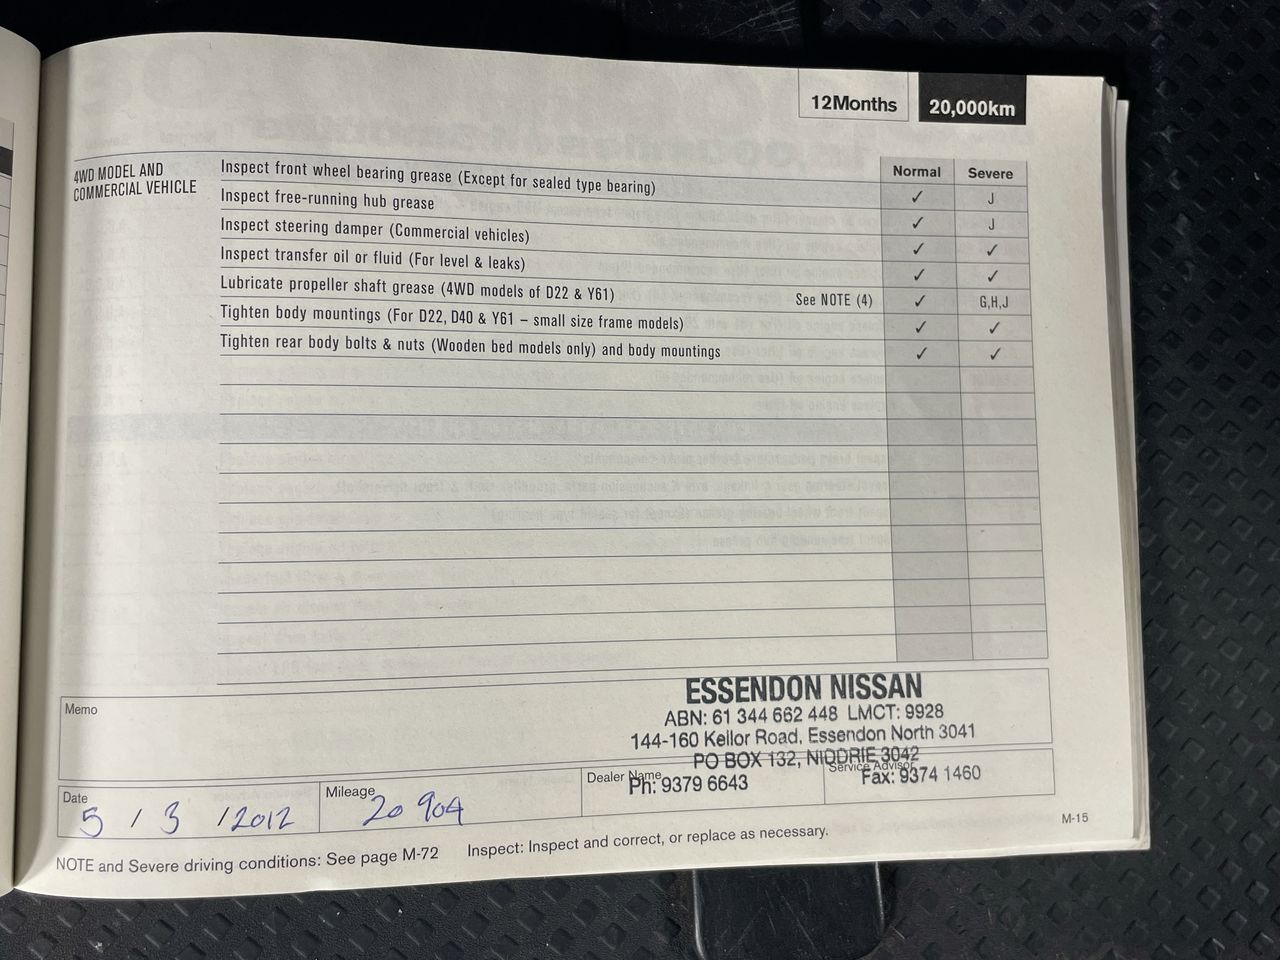 12Months 20,000km
Normal Severe
4WD MODEL AND
COMMERCIAL VEHICLE
Inspect front wheel bearing grease (Except for sealed type bearing) ✓ J
Inspect free-running hub grease ✓ J
Inspect steering damper (Commercial vehicles) ✓ ✓
Inspect transfer oil or fluid (For level & leaks) ✓ ✓
Lubricate propeller shaft grease (4WD models of D22 & Y61) See NOTE (4) ✓ G,H,J
Tighten body mountings (For D22, D40 & Y61 – small size frame models) ✓ ✓
Tighten rear body bolts & nuts (Wooden bed models only) and body mountings ✓ ✓
Memo
ESSENDON NISSAN
ABN: 61 344 662 448 LMCT: 9928
144-160 Keilor Road, Essendon North 3041
PO BOX 132, NIDDRIE 3042
Ph: 9379 6643 Fax: 9374 1460
Date Mileage Dealer Name Service Advisor
5 / 3 / 2012 20 904
M-15
NOTE and Severe driving conditions: See page M-72 Inspect: Inspect and correct, or replace as necessary.